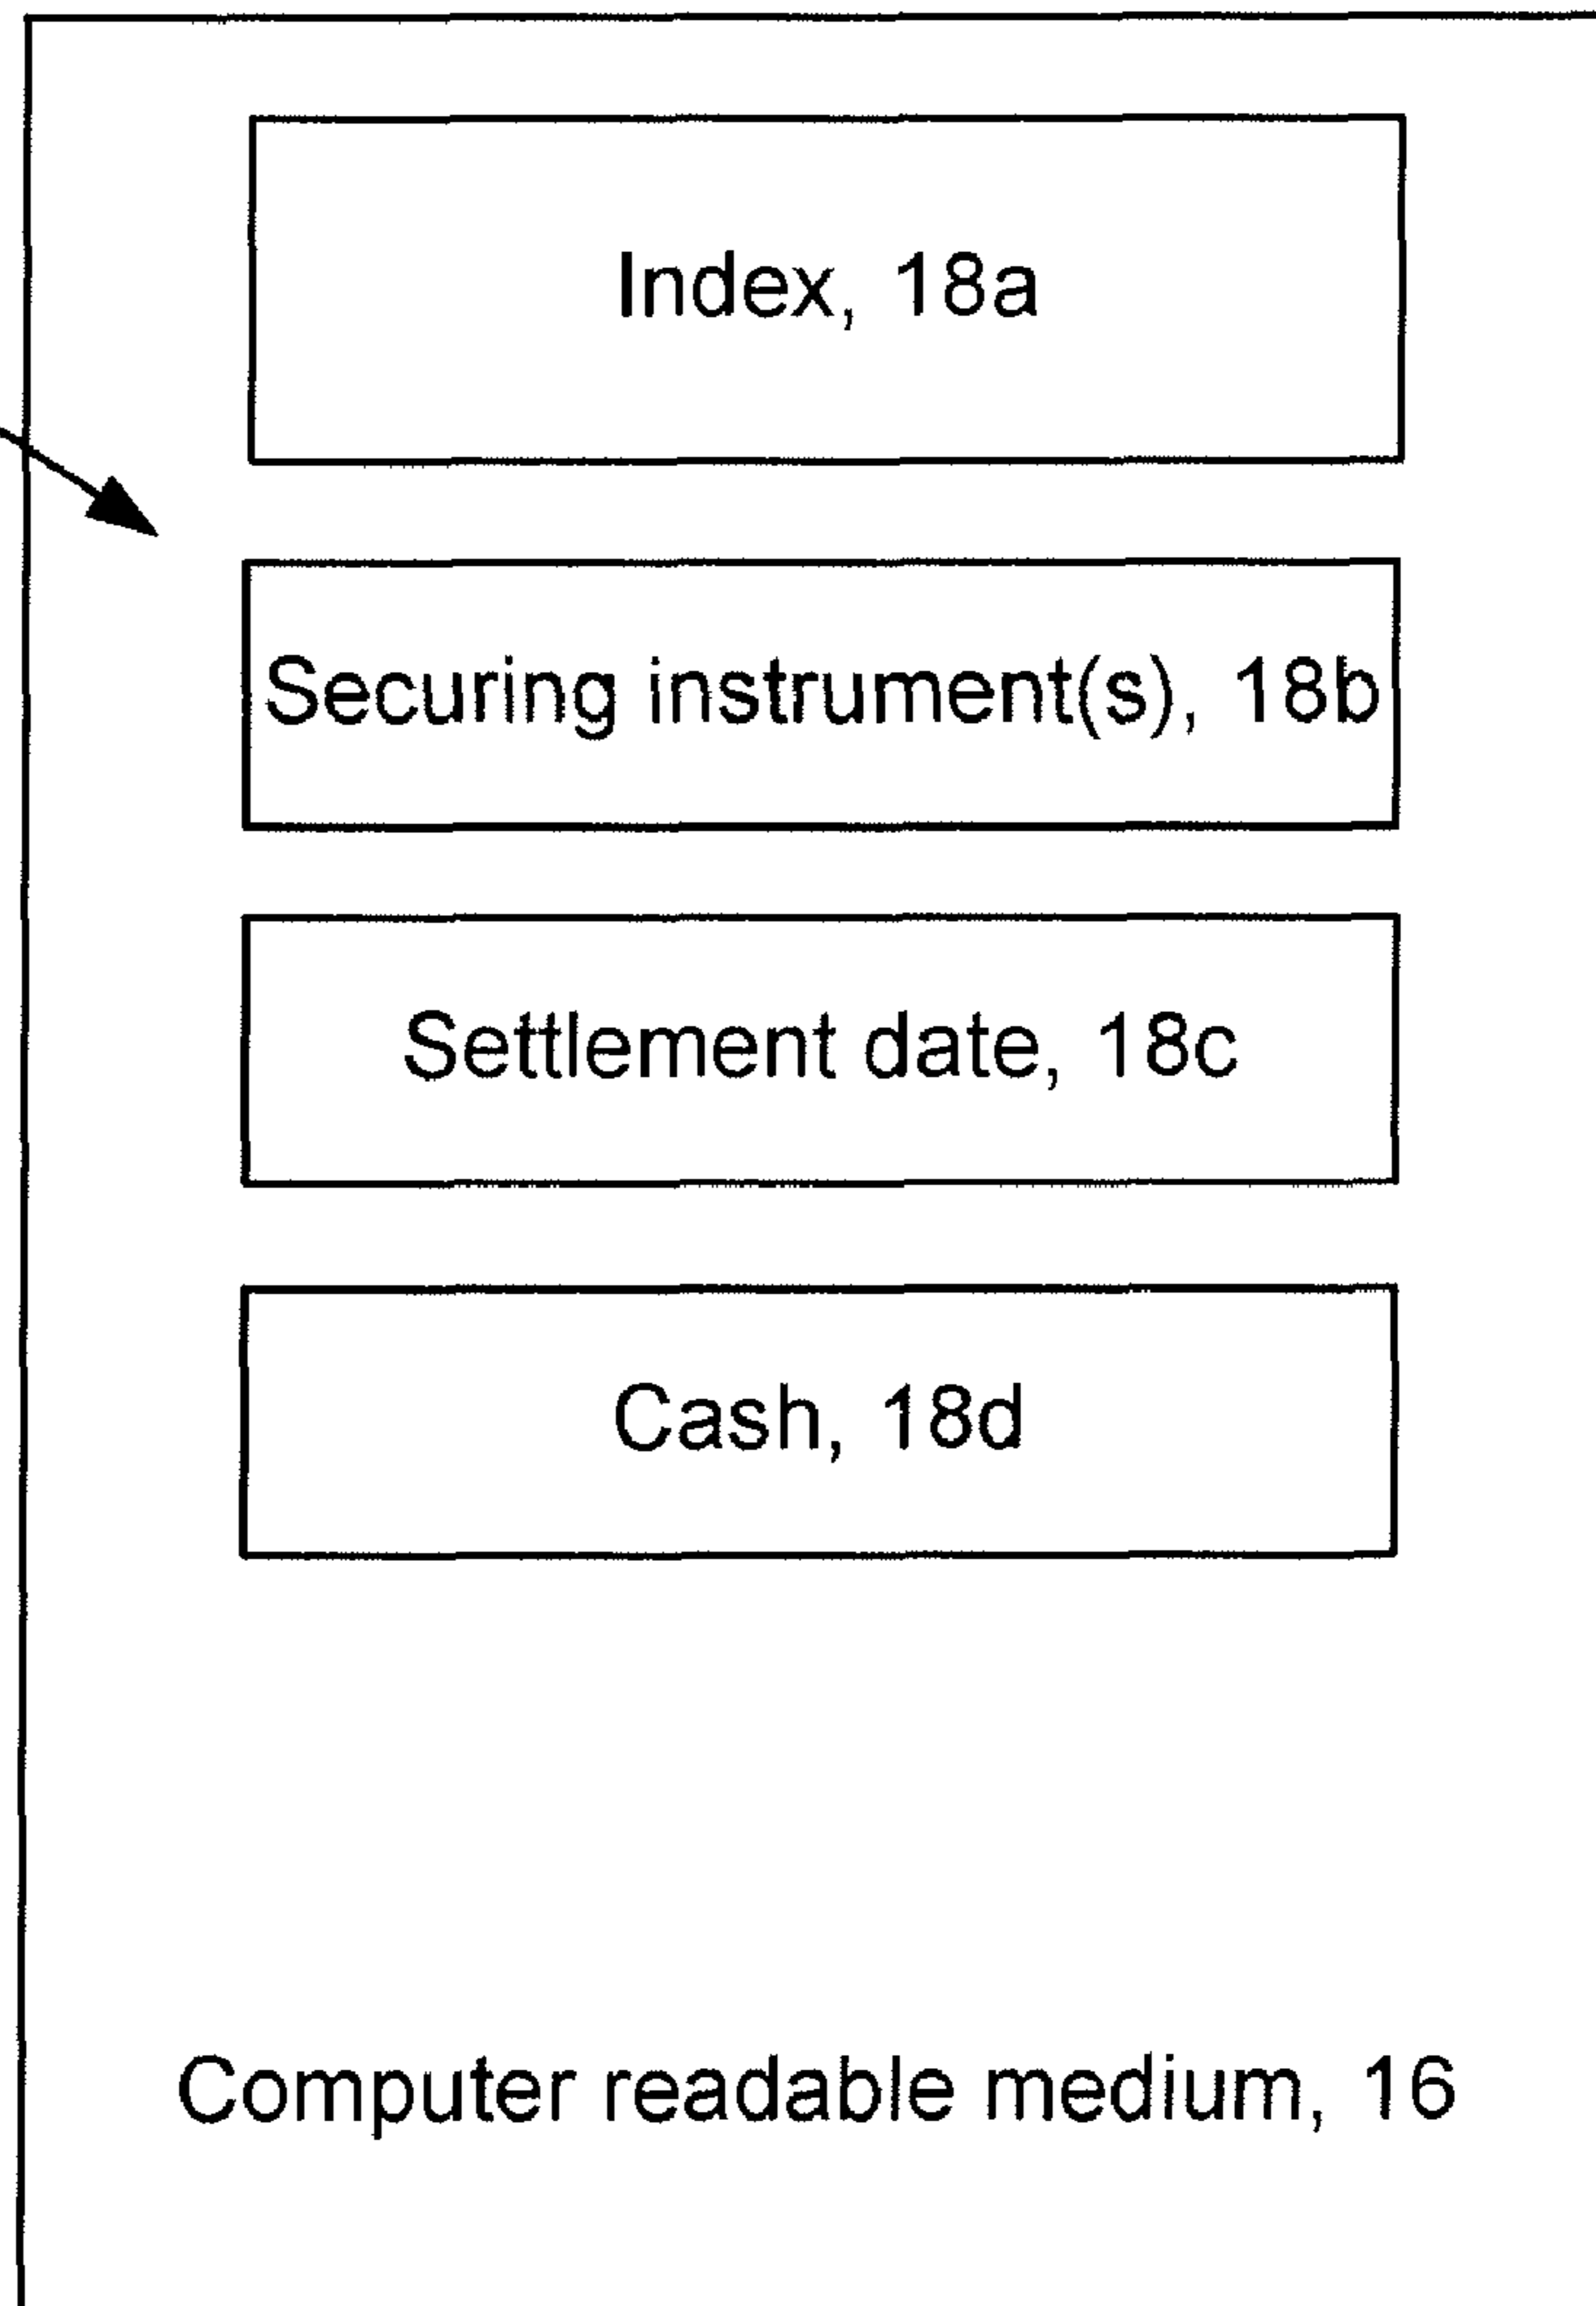 Index, 18a
Securing instrument(s), 18b
Settlement date, 18c
Cash, 18d
Computer readable medium, 16